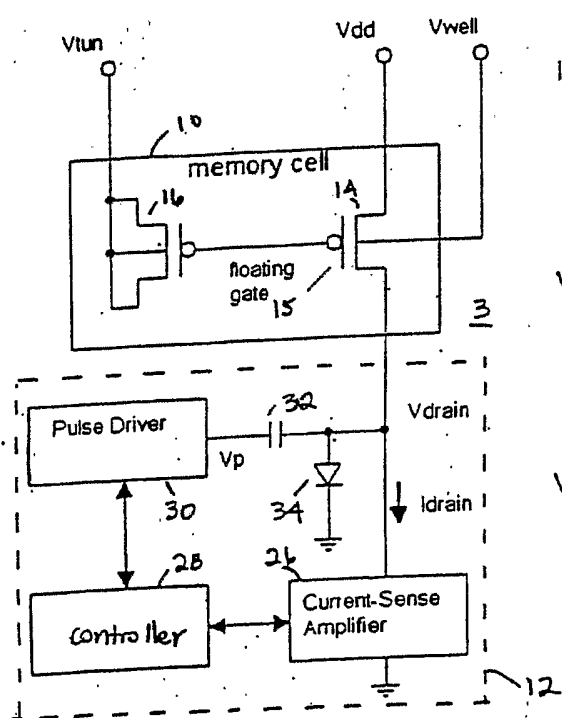 Vtun
Vdd
Vwell
10
memory cell
16
14
floating
gate
15
3
Pulse Driver
32
Vp
Vdrain
34
Idrain
30
28
26
controller
Current-Sense
Amplifier
12